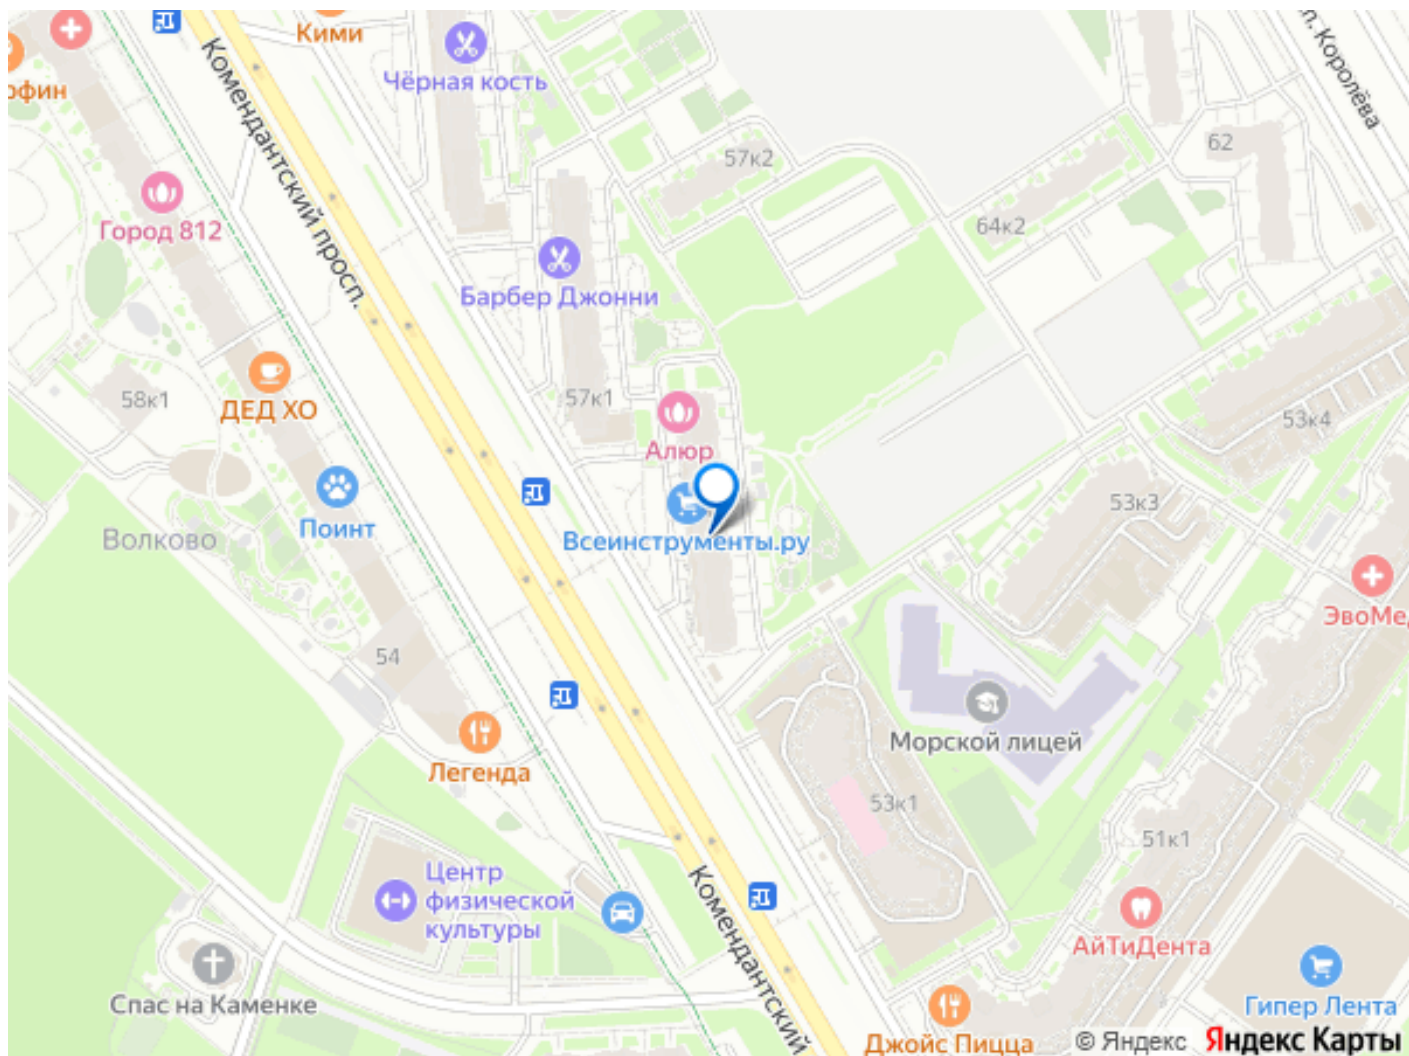 Кими
п. Королёва
Чёрная кость
офин
Комендантский просп.
62
57к2
Город 812
64к2
Барбер Джонни
58к1
57к1
ДЕД ХО
53к4
Алюр
53к3
Поинт
Волково
Всеинструменты.ру
ЭвоМед
54
Морской лицей
Легенда
53к1
51к1
Центр
физической
культуры
Комендантский
АйТиДента
Спас на Каменке
Гипер Лента
Джойс Пицца
© Яндекс Яндекс Карты